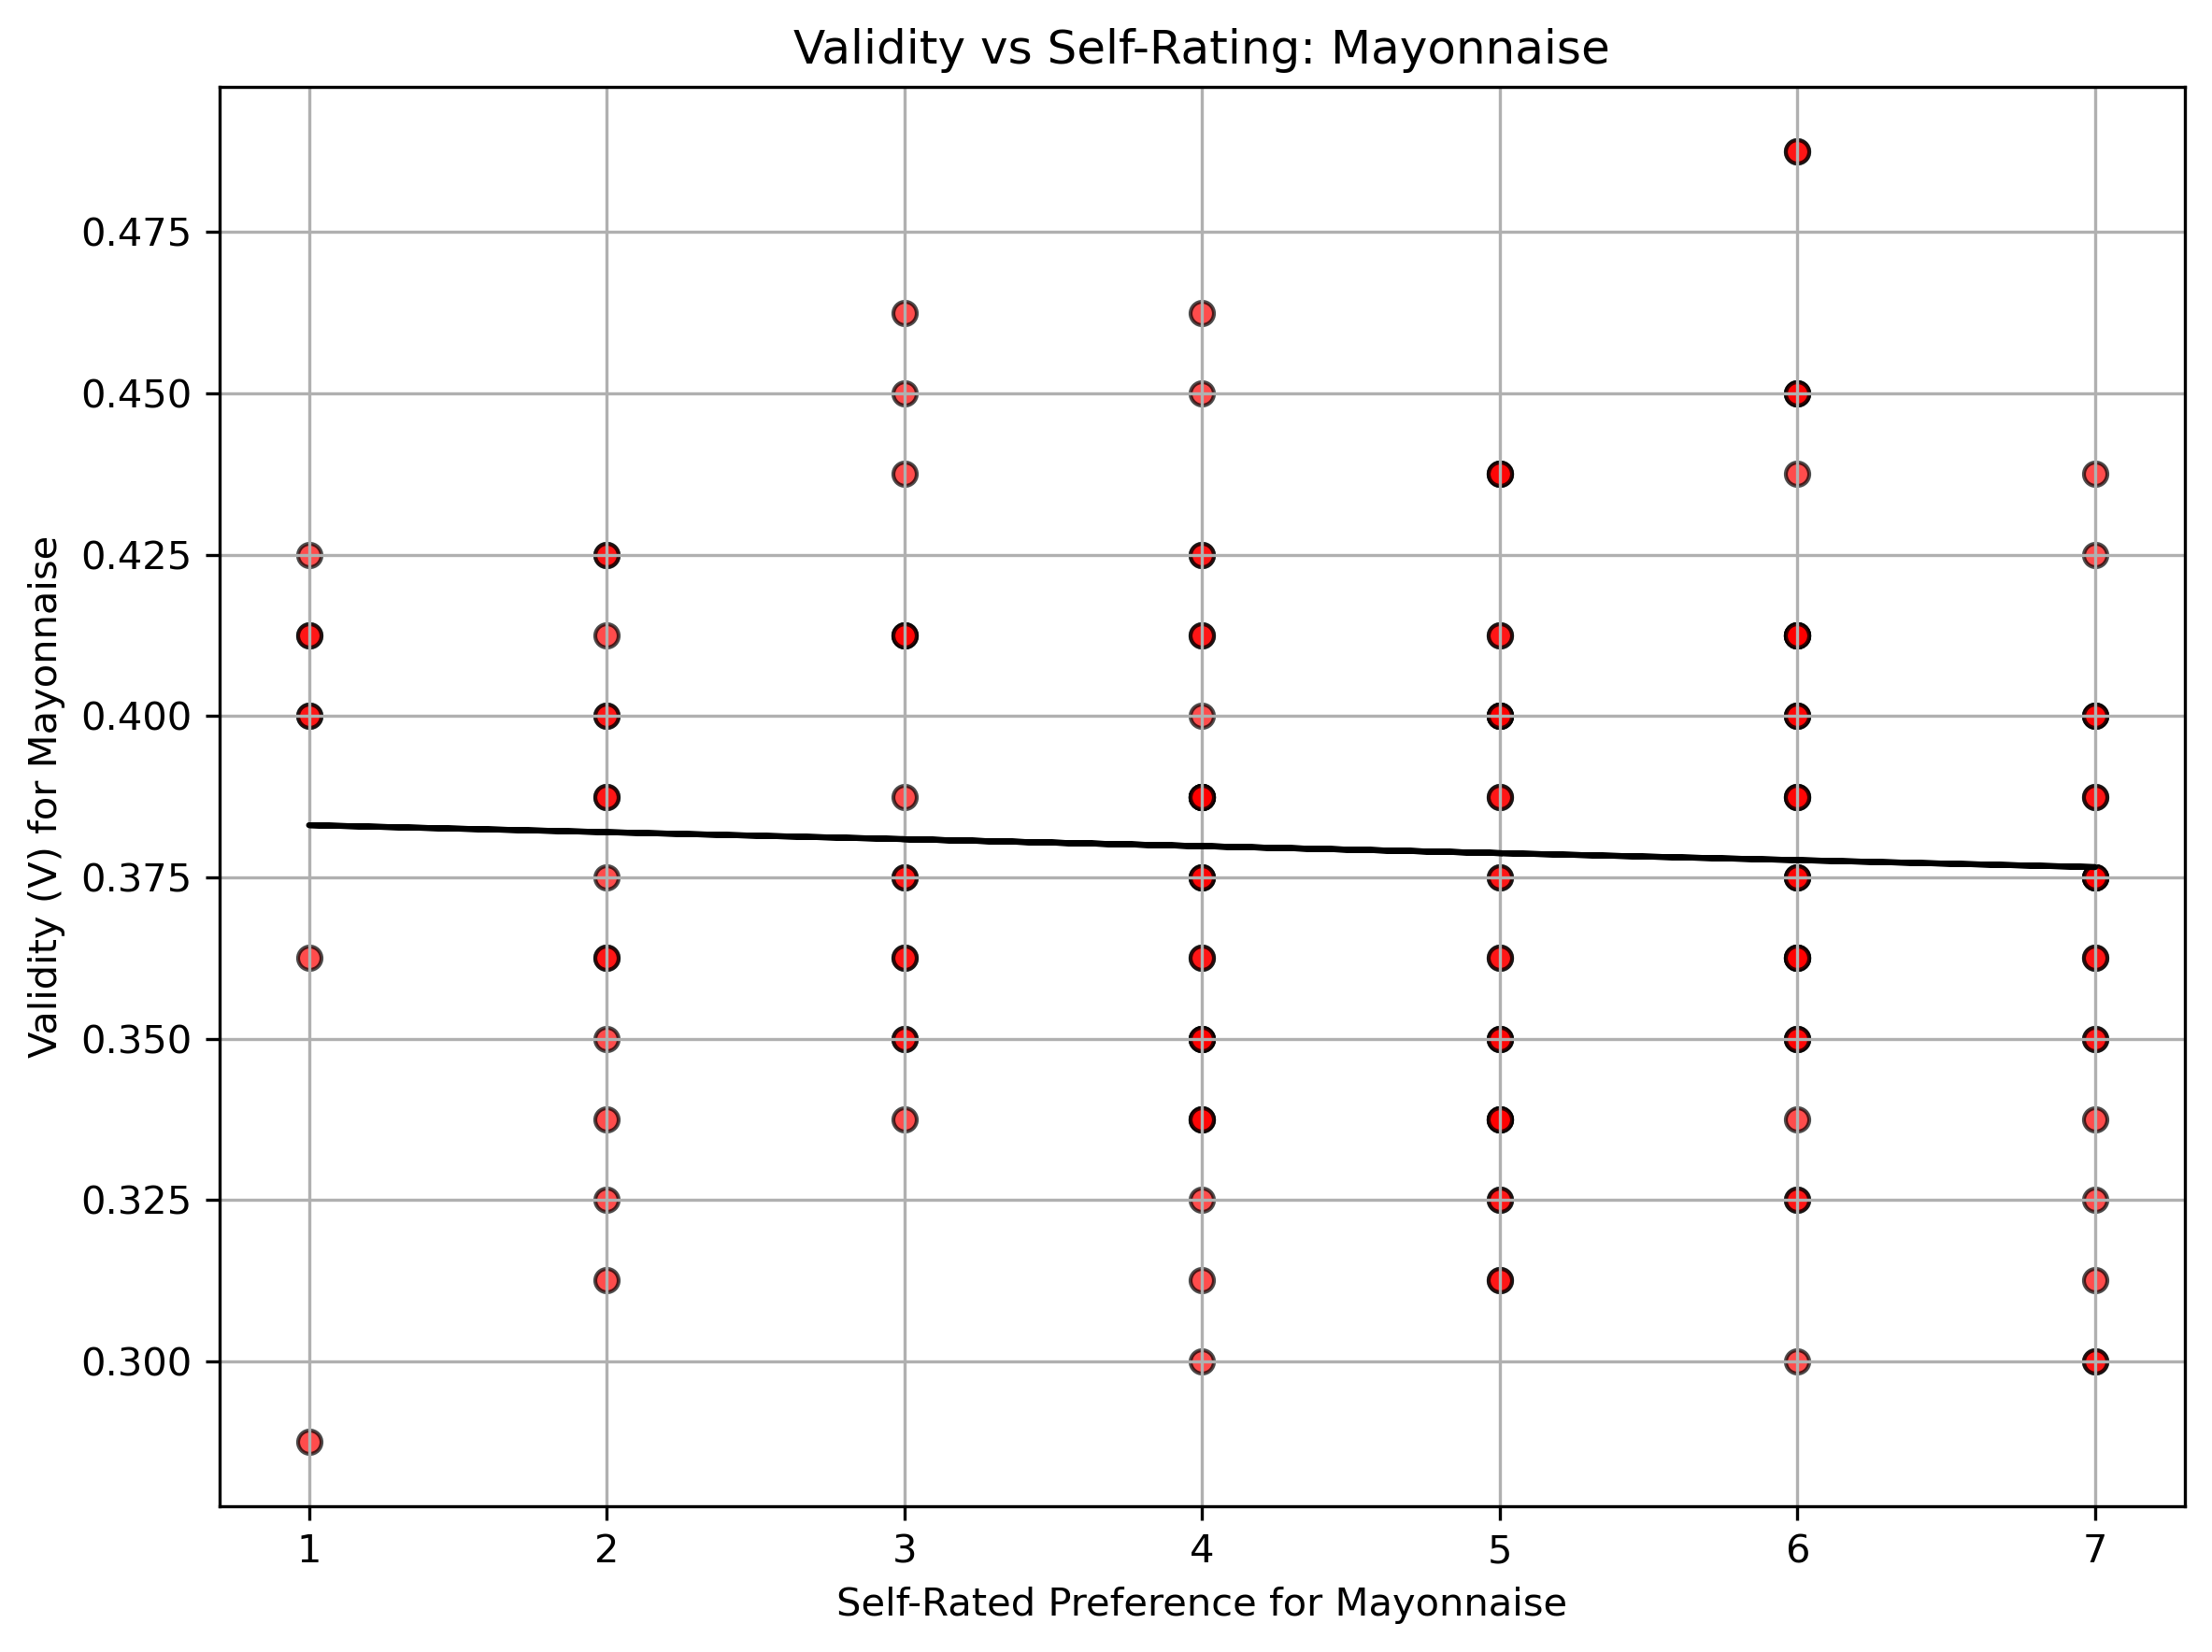 Validity vs Self-Rating: Mayonnaise
Validity (V) for Mayonnaise
0.475
0.450
0.425
0.400
0.375
0.350
0.325
0.300
1 2 3 4 5 6 7
Self-Rated Preference for Mayonnaise